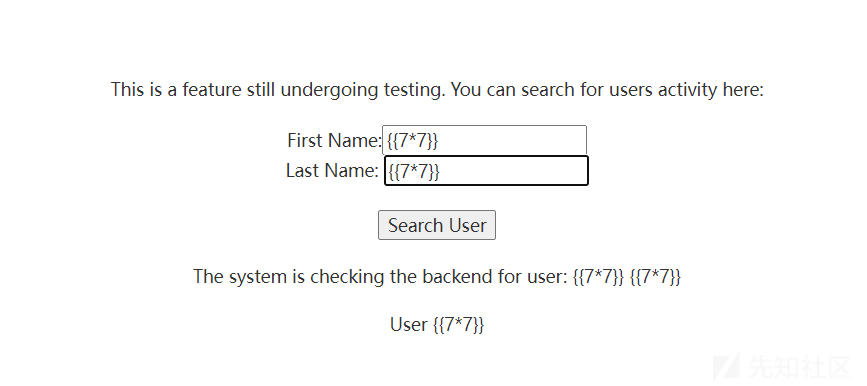 This is a feature still undergoing testing. You can search for users activity here:
First Name: {{7*7}}
Last Name: {{7*7}}
Search User
The system is checking the backend for user: {{7*7}} {{7*7}}
User {{7*7}}
先知社区